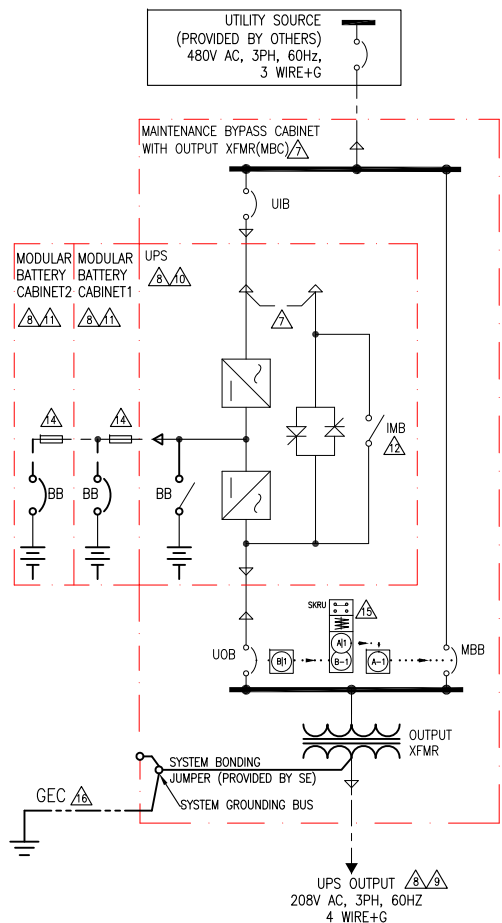 UTILITY SOURCE
(PROVIDED BY OTHERS)
480V AC, 3PH, 60Hz,
3 WIRE+G
MAINTENANCE BYPASS CABINET
WITH OUTPUT XFMR(MBC) 7
UIB
MODULAR
BATTERY
CABINET2
8 11
MODULAR
BATTERY
CABINET1
8 11
UPS
8 10
7
14
14
IMB
12
BB
BB
BB
SKRU
15
A|1
UOB
B|1
B-1
A-1
MBB
OUTPUT
XFMR
SYSTEM BONDING
JUMPER (PROVIDED BY SE)
GEC 16
SYSTEM GROUNDING BUS
UPS OUTPUT 8 9
208V AC, 3PH, 60HZ
4 WIRE+G